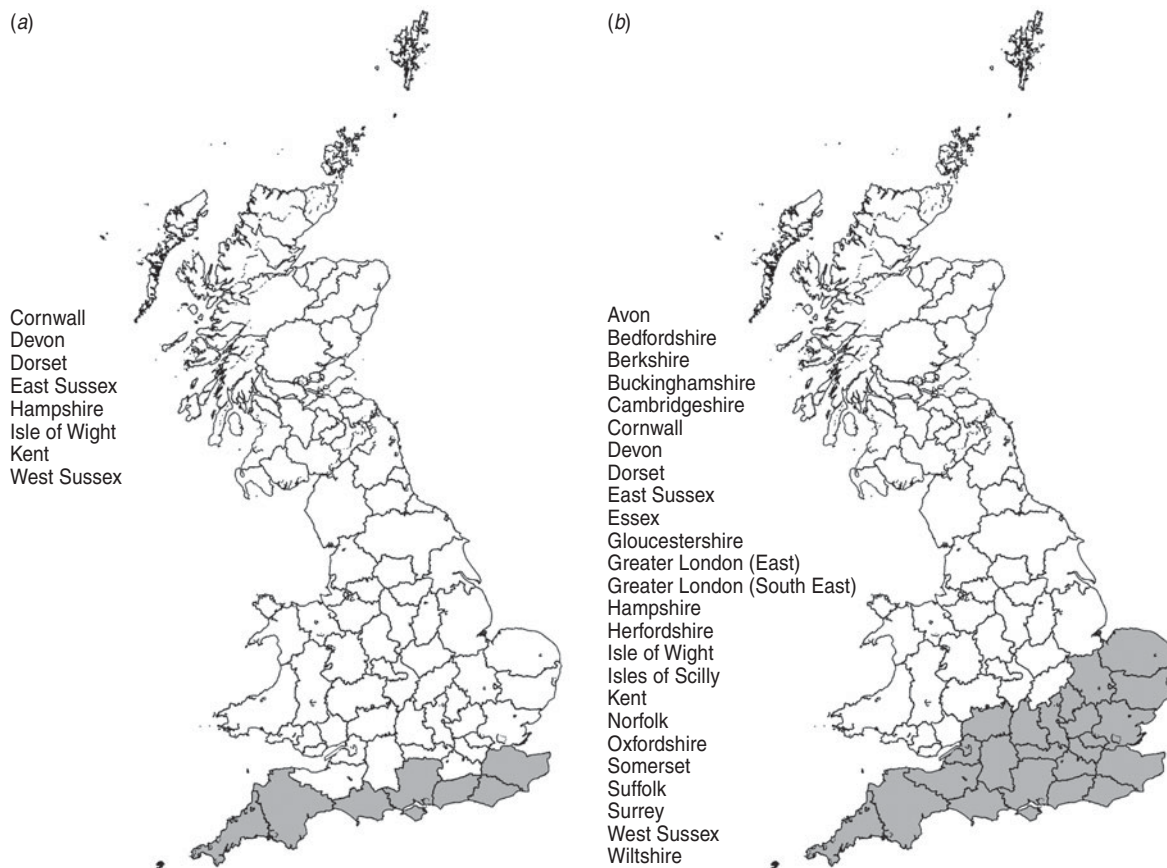 (a)
Cornwall
Devon
Dorset
East Sussex
Hampshire
Isle of Wight
Kent
West Sussex
(b)
Avon
Bedfordshire
Berkshire
Buckinghamshire
Cambridgeshire
Cornwall
Devon
Dorset
East Sussex
Essex
Gloucestershire
Greater London (East)
Greater London (South East)
Hampshire
Herfordshire
Isle of Wight
Isles of Scilly
Kent
Norfolk
Oxfordshire
Somerset
Suffolk
Surrey
West Sussex
Wiltshire